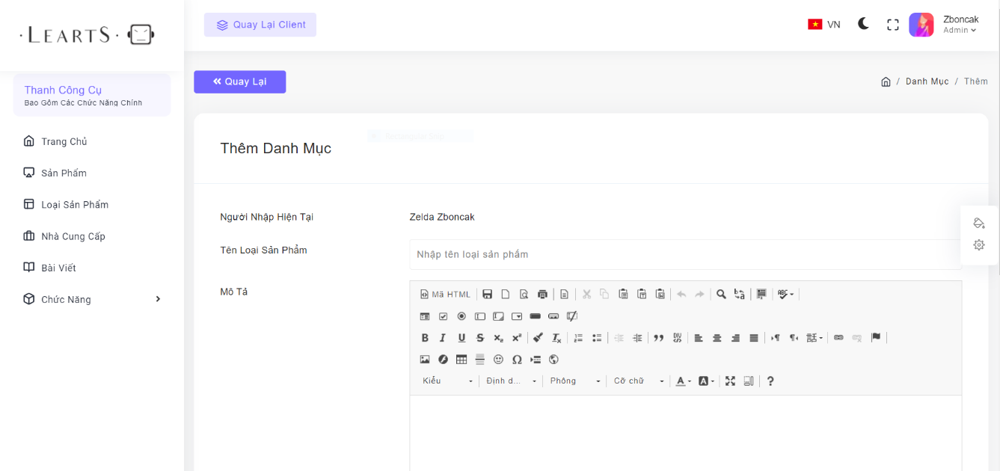 ·LEARTS·
Quay Lại Client
VN
Zboncak
Admin
Thanh Công Cụ
Bao Gồm Các Chức Năng Chính
Trang Chủ
Sản Phẩm
Loại Sản Phẩm
Nhà Cung Cấp
Bài Viết
Chức Năng
Quay Lại
/ Danh Mục / Thêm
Rectangular Snip
Thêm Danh Mục
Người Nhập Hiện Tại
Zelda Zboncak
Tên Loại Sản Phẩm
Nhập tên loại sản phẩm
Mô Tả
Mã HTML
Kiểu
Định d...
Phông
Cỡ chữ